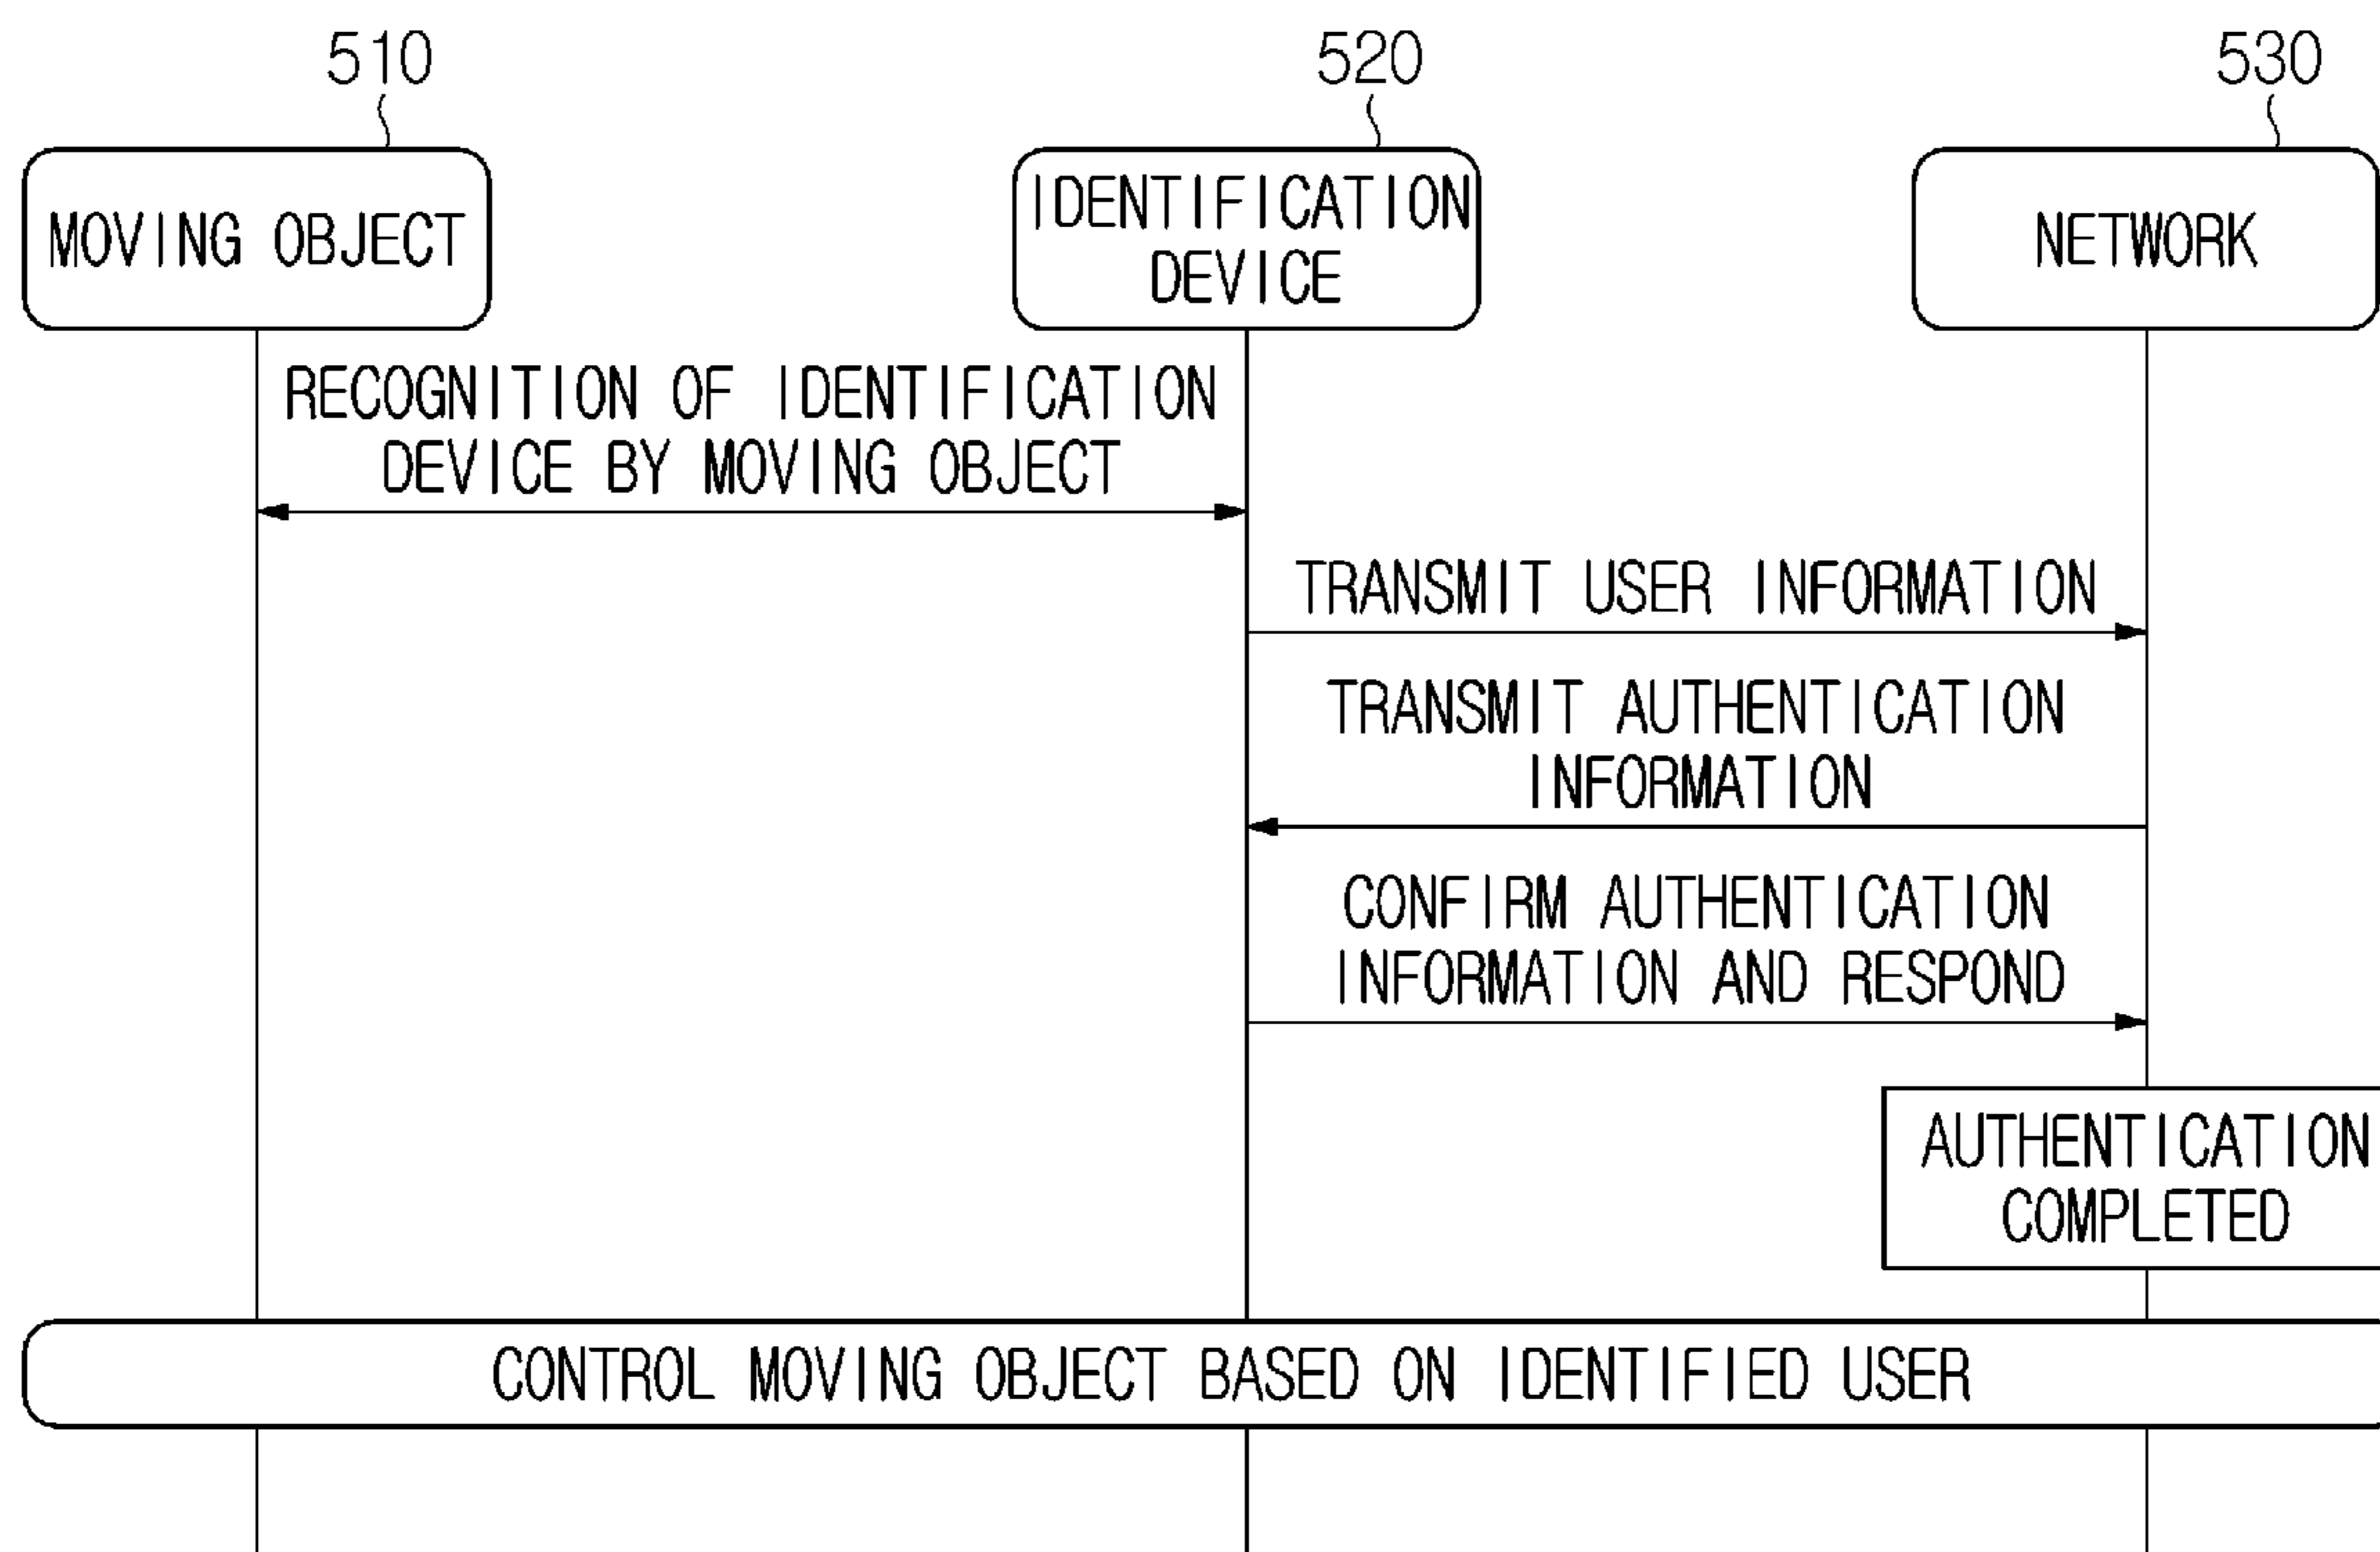 510
520
530
MOVING OBJECT
IDENTIFICATION
DEVICE
NETWORK
RECOGNITION OF IDENTIFICATION
DEVICE BY MOVING OBJECT
TRANSMIT USER INFORMATION
TRANSMIT AUTHENTICATION
INFORMATION
CONFIRM AUTHENTICATION
INFORMATION AND RESPOND
AUTHENTICATION
COMPLETED
CONTROL MOVING OBJECT BASED ON IDENTIFIED USER